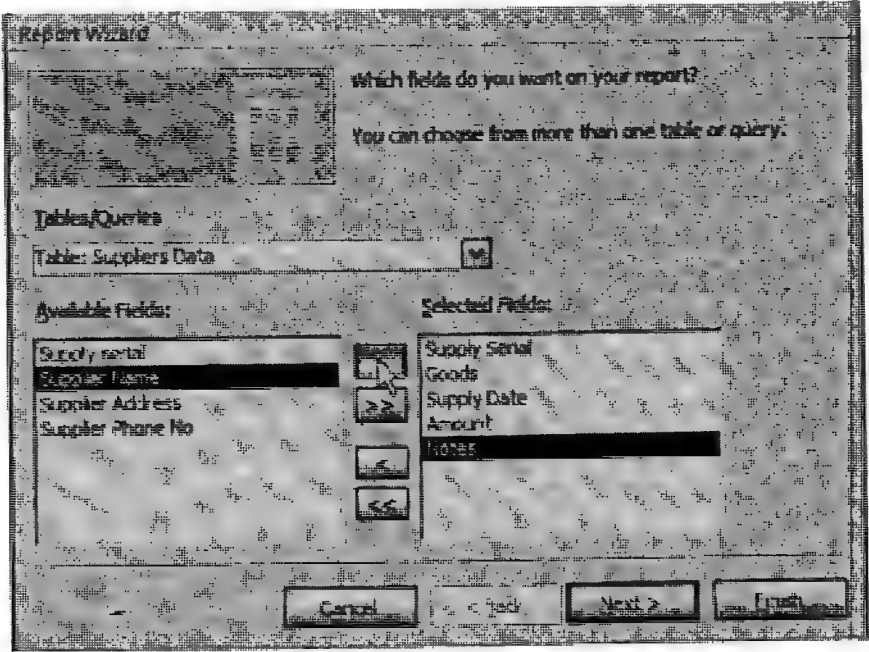 Report Wizard
Which fields do you want on your report?
You can choose from more than one table or query.
Tables/Queries
Table: Suppliers Data
Available Fields:
Selected Fields:
Supply serial
Supplier Name
Supplier Address
Supplier Phone No
>>
<
<<
Supply Serial
Goods
Supply Date
Amount
Notes
Cancel
< Back
Next >
Finish